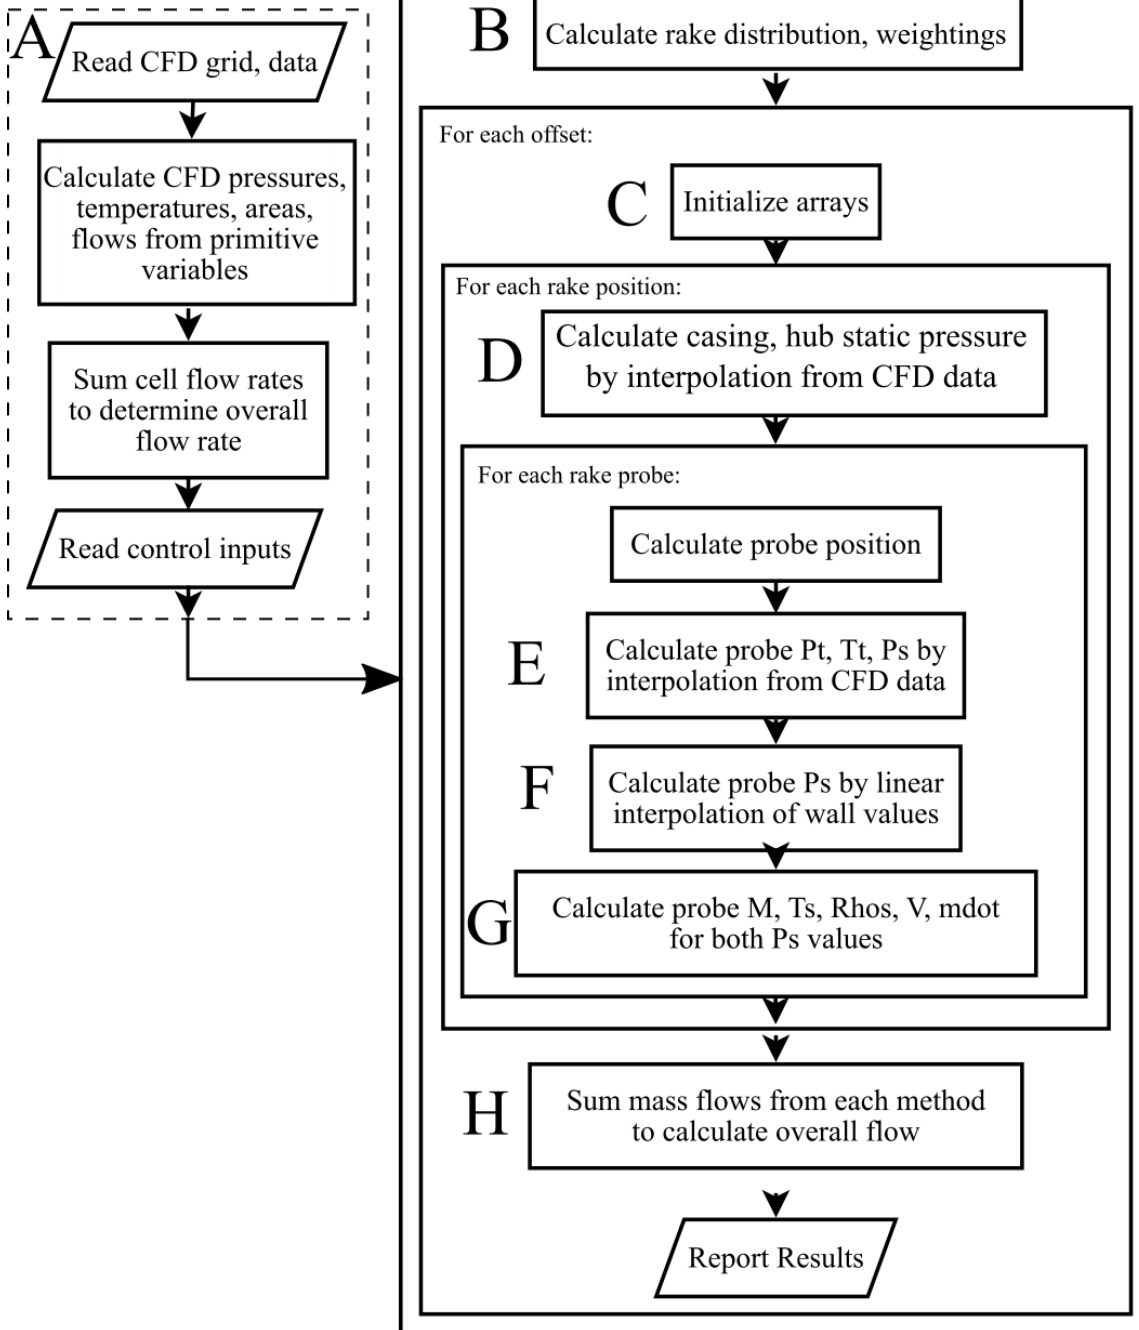 A
Read CFD grid, data
Calculate CFD pressures,
temperatures, areas,
flows from primitive
variables
Sum cell flow rates
to determine overall
flow rate
Read control inputs
B
Calculate rake distribution, weightings
For each offset:
C
Initialize arrays
For each rake position:
D
Calculate casing, hub static pressure
by interpolation from CFD data
For each rake probe:
Calculate probe position
E
Calculate probe Pt, Tt, Ps by
interpolation from CFD data
F
Calculate probe Ps by linear
interpolation of wall values
G
Calculate probe M, Ts, Rhos, V, mdot
for both Ps values
H
Sum mass flows from each method
to calculate overall flow
Report Results